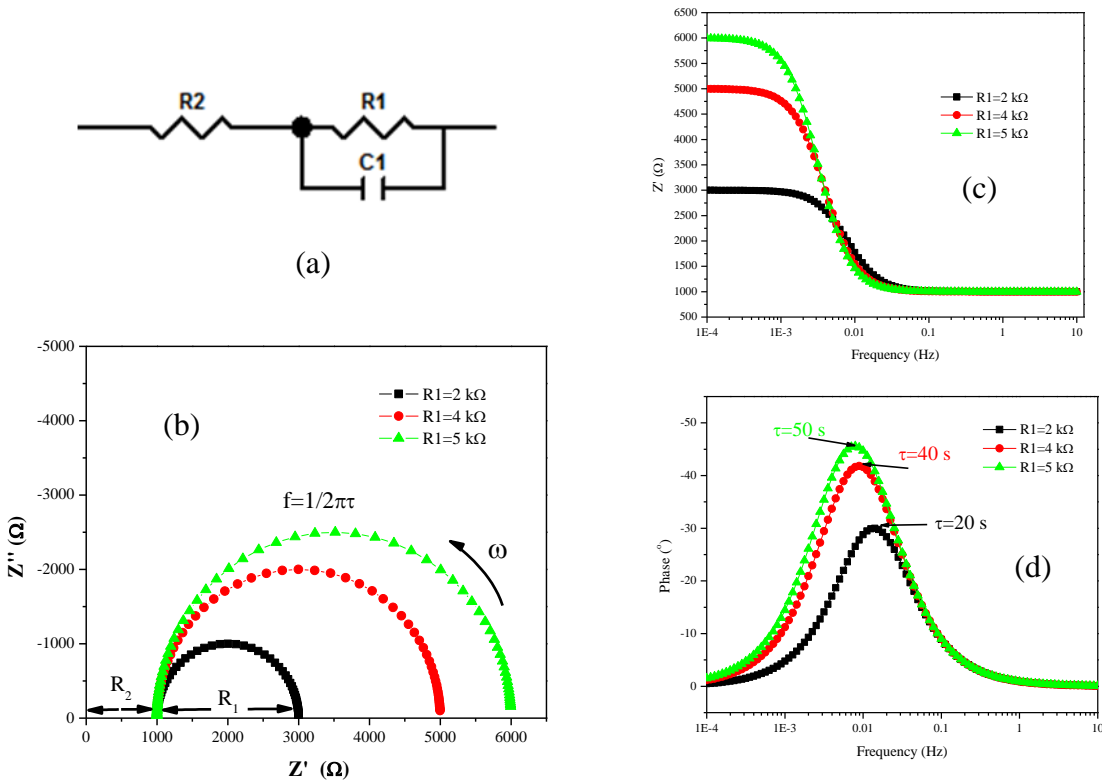 R2
R1
C1
(a)
-5000
-4000
-3000
-2000
-1000
0
Z'' (Ω)
(b)
R1=2 kΩ
R1=4 kΩ
R1=5 kΩ
f=1/2πτ
ω
R2
R1
0 1000 2000 3000 4000 5000 6000
Z' (Ω)
6500
6000
5500
5000
4500
4000
3500
3000
2500
2000
1500
1000
500
Z' (Ω)
R1=2 kΩ
R1=4 kΩ
R1=5 kΩ
(c)
1E-4 1E-3 0.01 0.1 1 10
Frequency (Hz)
-50
-40
-30
-20
-10
0
Phase (°)
τ=50 s
τ=40 s
τ=20 s
R1=2 kΩ
R1=4 kΩ
R1=5 kΩ
(d)
1E-4 1E-3 0.01 0.1 1 10
Frequency (Hz)